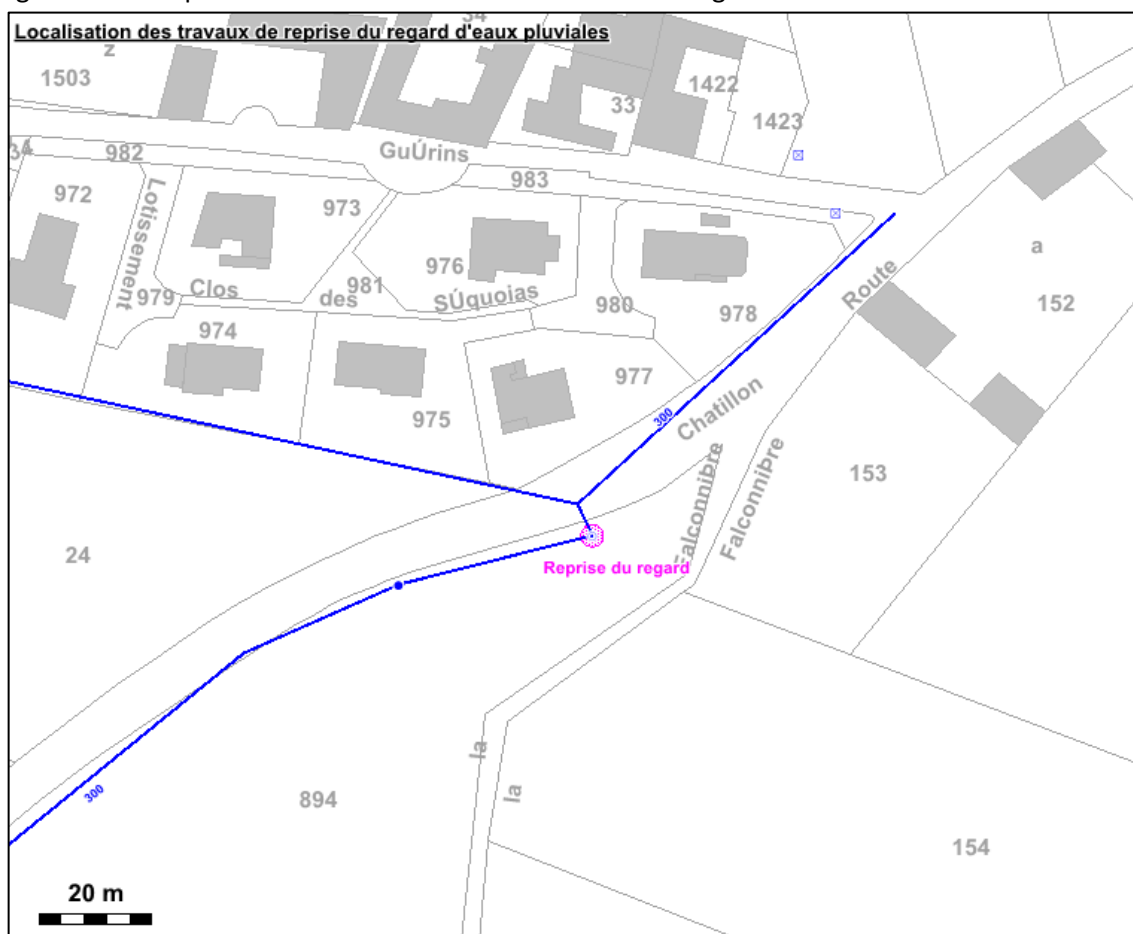 Localisation des travaux de reprise du regard d'eaux pluviales
z
1503
33
1422
1423
GuÚrins
982
983
972
Lotissement
973
976
981
979
Clos
des
SÚquoias
980
978
974
975
977
Route
a
152
300
Chatillon
153
Falconnibre
Falconnibre
24
Reprise du regard
la
la
300
894
154
20 m